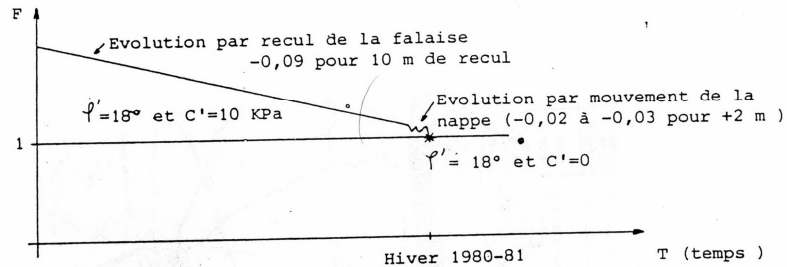 F
Evolution par recul de la falaise
-0,09 pour 10 m de recul
φ'=18° et C'=10 KPa
Evolution par mouvement de la
nappe (-0,02 à -0,03 pour +2 m )
1
φ'= 18° et C'=0
Hiver 1980-81
T (temps )